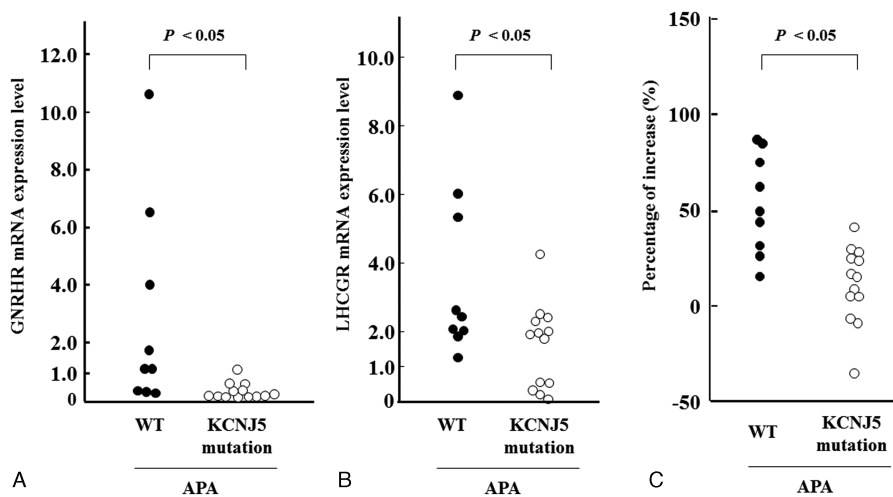 P < 0.05
GNRHR mRNA expression level
12.0
10.0
8.0
6.0
4.0
2.0
1.0
0
WT
KCNJ5
mutation
APA
A
P < 0.05
LHCGR mRNA expression level
10.0
8.0
6.0
4.0
2.0
1.0
0
WT
KCNJ5
mutation
APA
B
P < 0.05
Percentage of increase (%)
150
100
50
0
-50
WT
KCNJ5
mutation
APA
C